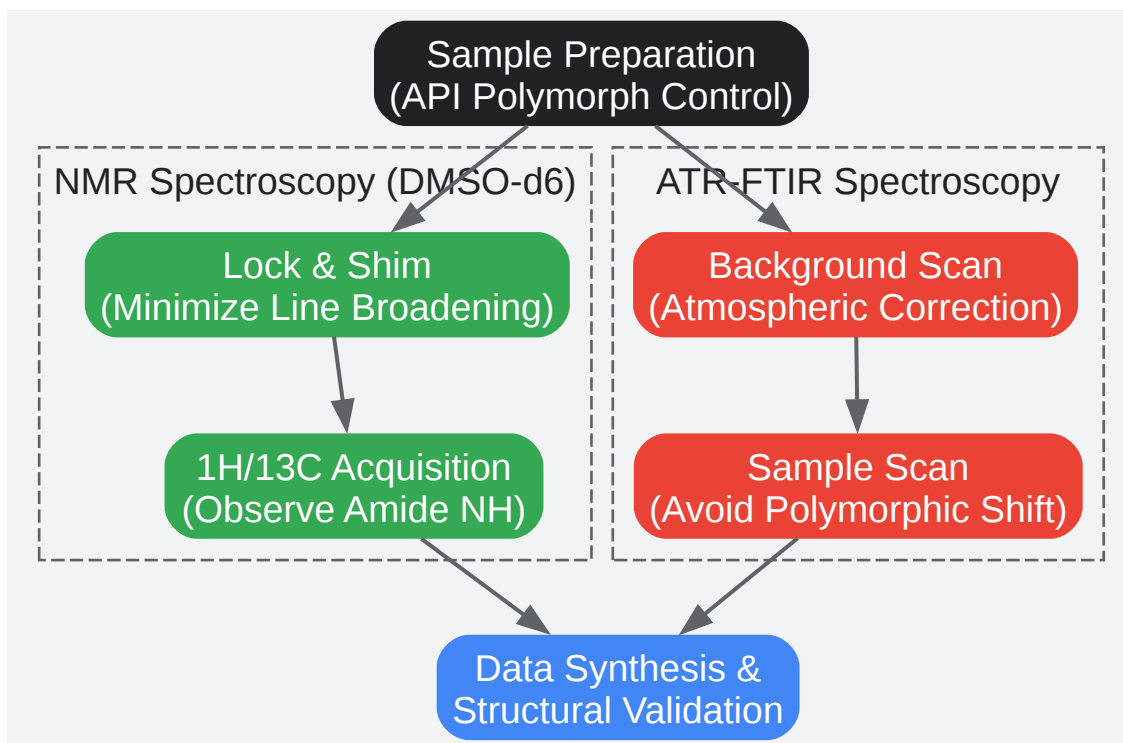 Sample Preparation
(API Polymorph Control)
NMR Spectroscopy (DMSO-d6)
Lock & Shim
(Minimize Line Broadening)
1H/13C Acquisition
(Observe Amide NH)
ATR-FTIR Spectroscopy
Background Scan
(Atmospheric Correction)
Sample Scan
(Avoid Polymorphic Shift)
Data Synthesis &
Structural Validation